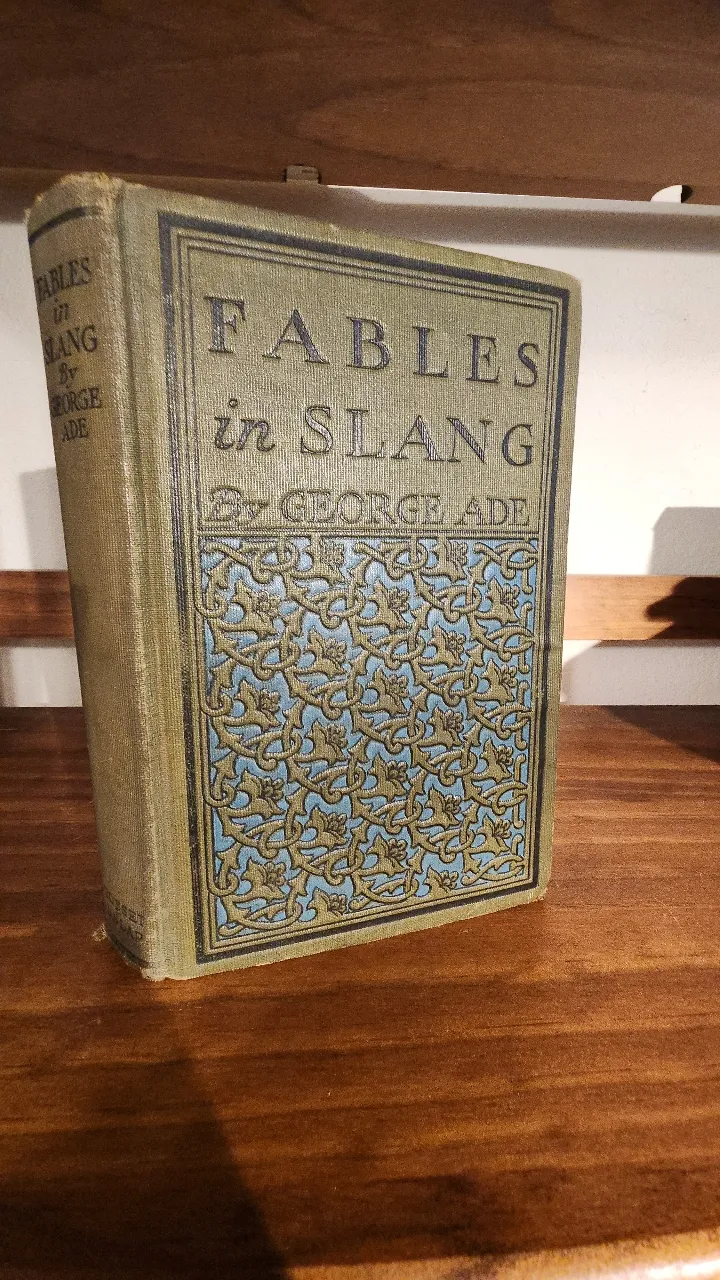 FABLES
in
SLANG
By
GEORGE
ADE
FABLES
in SLANG
By GEORGE ADE